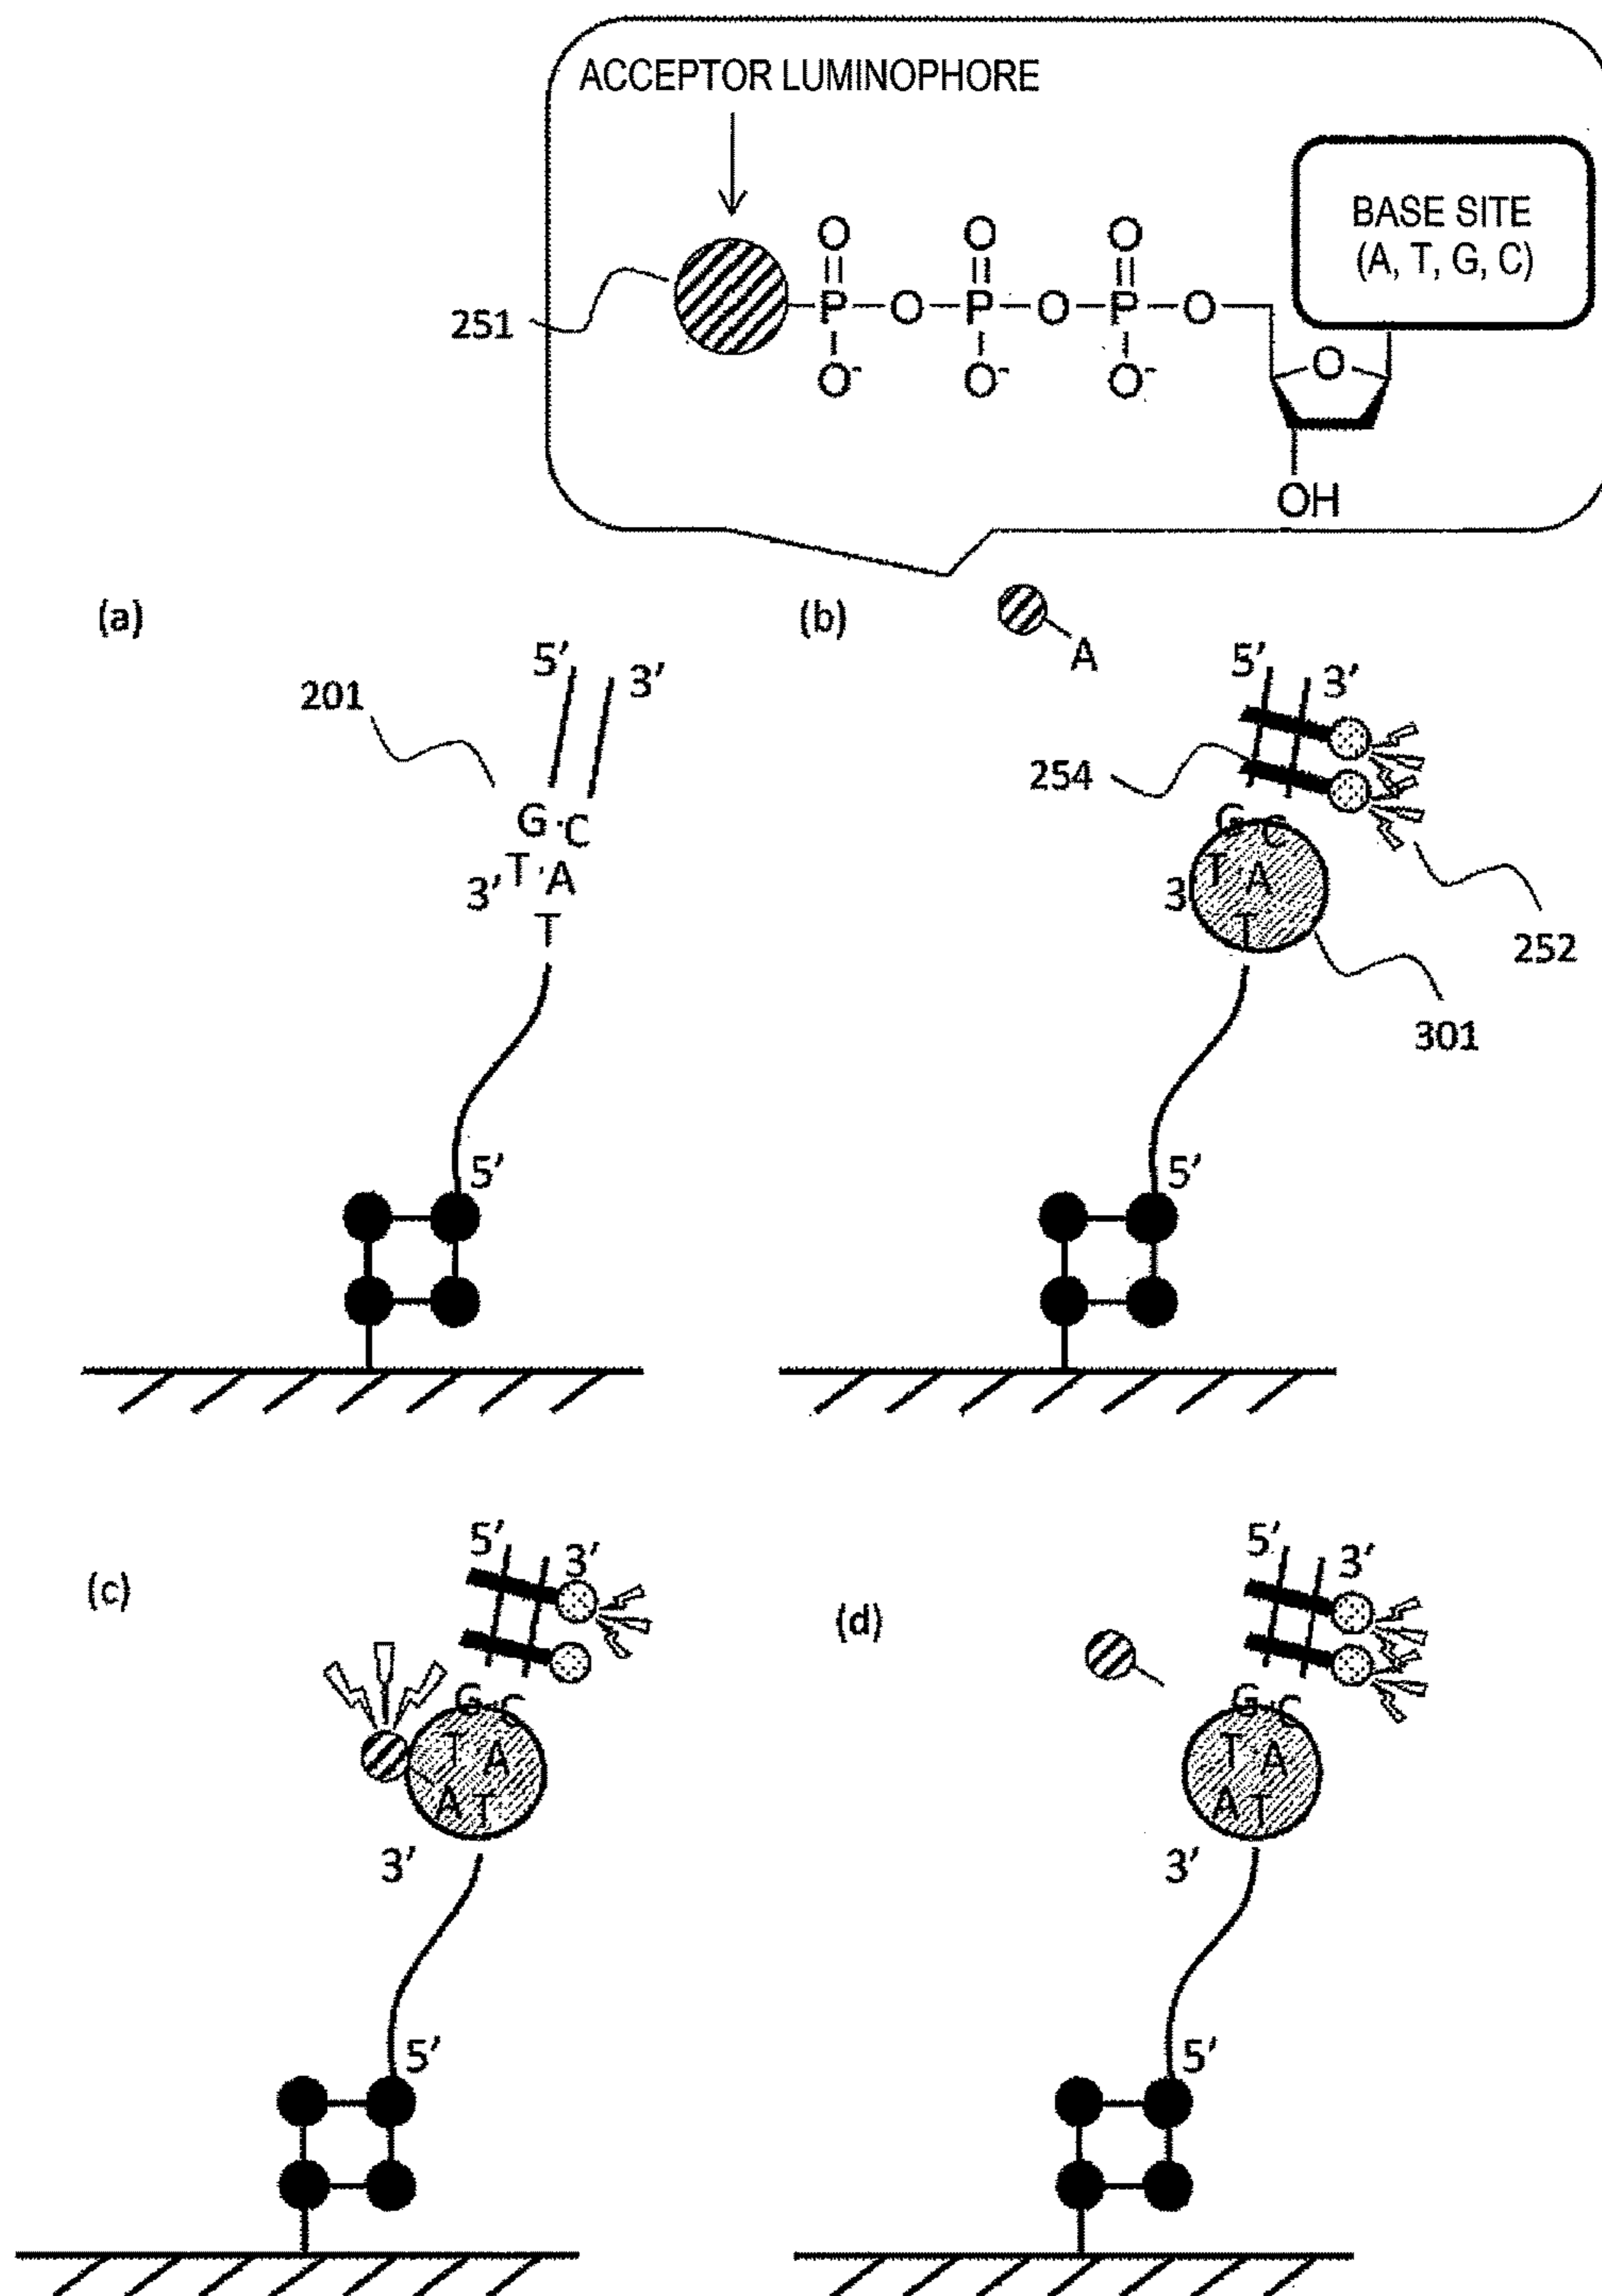 ACCEPTOR LUMINOPHORE
BASE SITE
(A, T, G, C)
O O O
251
P O P O P O
O
O- O- O-
OH
(a)
(b)
A
5' 3'
201
G C
3' T A
T
5'
5' 3'
254
G C
3 T A
T
252
301
5'
(c)
5' 3'
G C
T A
A T
3'
5'
(d)
5' 3'
G C
T A
A T
3'
5'